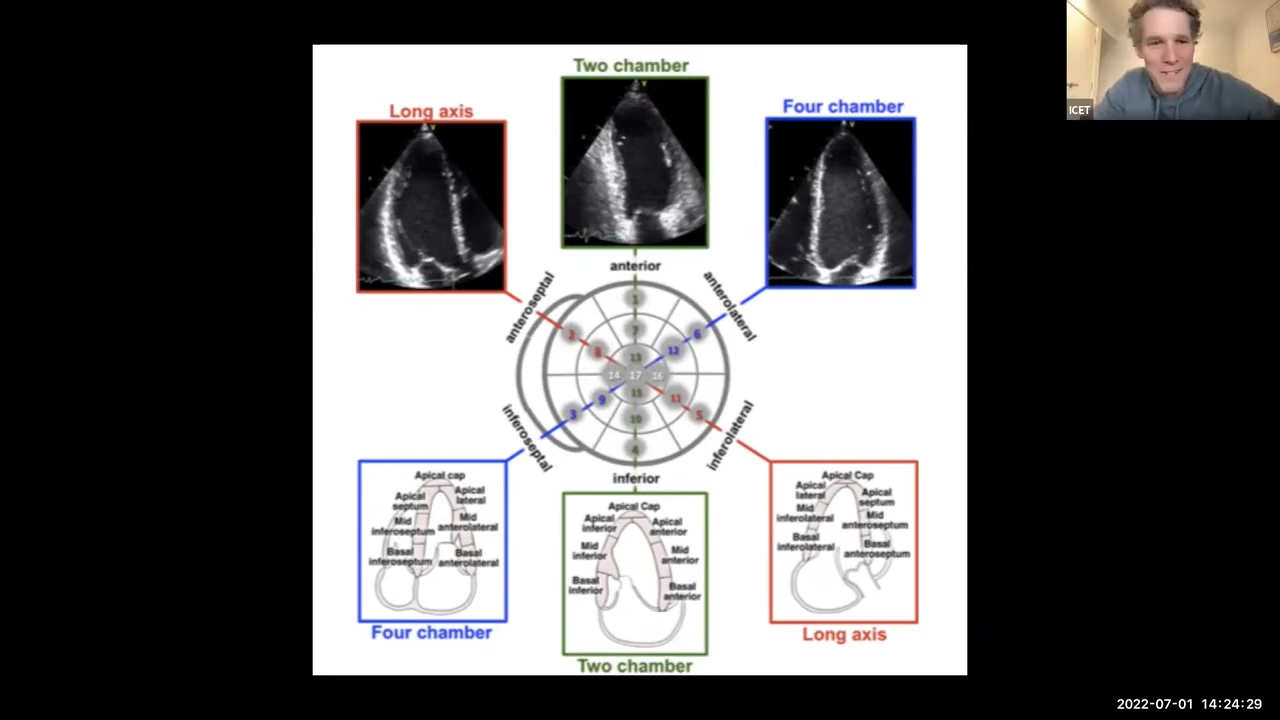 Two chamber
Long axis
Four chamber
ICET
V
V
V
anterior
anteroseptal
anterolateral
1
2
6
7
8
12
13
14
17
16
9
15
11
3
10
5
4
inferoseptal
inferolateral
inferior
Apical cap
Apical
septum
Apical
lateral
Mid
inferoseptum
Mid
anterolateral
Basal
inferoseptum
Basal
anterolateral
Four chamber
Apical Cap
Apical
inferior
Apical
anterior
Mid
inferior
Mid
anterior
Basal
inferior
Basal
anterior
Two chamber
Apical Cap
Apical
lateral
Apical
septum
Mid
inferolateral
Mid
anteroseptum
Basal
inferolateral
Basal
anteroseptum
Long axis
2022-07-01 14:24:29